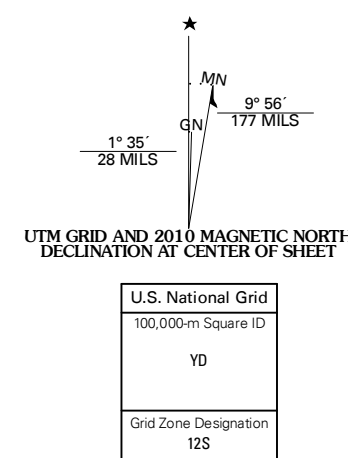 MN
GN
9° 56´
177 MILS
1° 35´
28 MILS
UTM GRID AND 2010 MAGNETIC NORTH
DECLINATION AT CENTER OF SHEET
U.S. National Grid
100,000-m Square ID
YD
Grid Zone Designation
12S